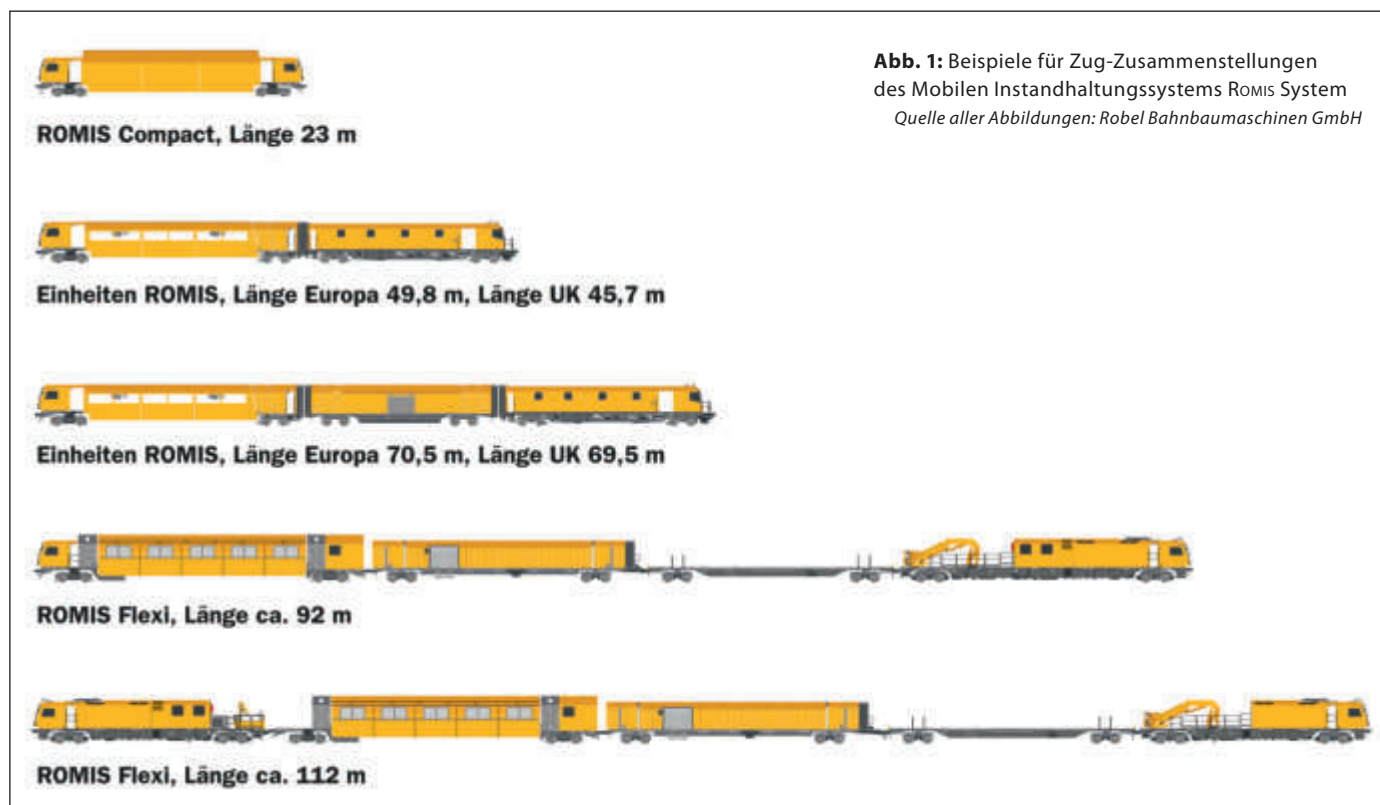 Abb. 1: Beispiele für Zug-Zusammenstellungen
des Mobilen Instandhaltungssystems ROMIS System
Quelle aller Abbildungen: Robel Bahnbaumaschinen GmbH
ROMIS Compact, Länge 23 m
Einheiten ROMIS, Länge Europa 49,8 m, Länge UK 45,7 m
Einheiten ROMIS, Länge Europa 70,5 m, Länge UK 69,5 m
ROMIS Flexi, Länge ca. 92 m
ROMIS Flexi, Länge ca. 112 m